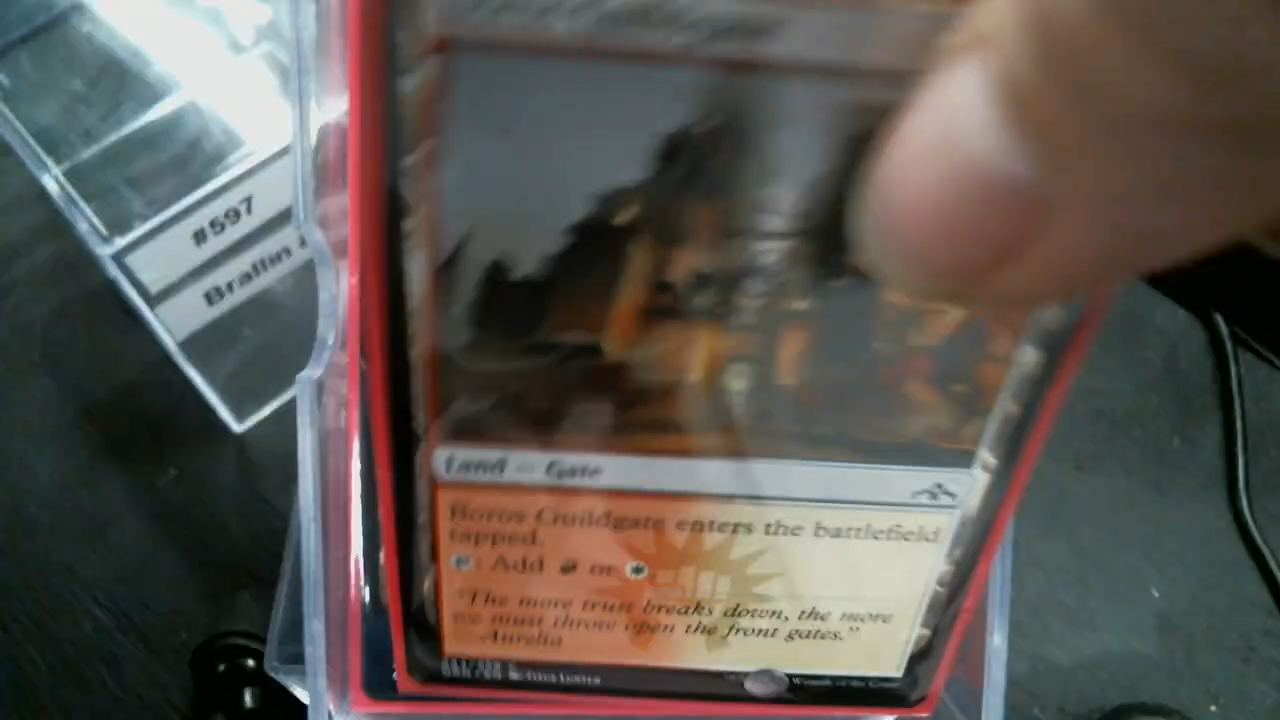 #597
Brallin
Land — Gate
Boros Guildgate enters the battlefield
tapped.
: Add or
"The more trust breaks down, the more
we must throw open the front gates."
—Aurelia